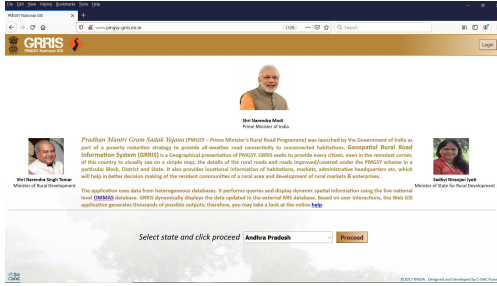 File Edit View History Bookmarks Tools Help
PMGSY National GIS
www.pmgsy-grris.nic.in
110%
Search
GRRIS
PMGSY National GIS
Login
Shri Narendra Modi
Prime Minister of India
Pradhan Mantri Gram Sadak Yojana (PMGSY – Prime Minister's Rural Road Programme) was launched by the Government of India as
part of a poverty reduction strategy to provide all-weather road connectivity to unconnected habitations. Geospatial Rural Road
Information System (GRRIS) is a Geographical presentation of PMGSY. GRRIS seeks to provide every citizen, even in the remotest corner,
of this country to visually see on a simple map, the details of the rural roads and roads improved/covered under the PMGSY scheme in a
particular Block, District and State. It also provides locational information of habitations, markets, administrative headquarters etc, which
will help in better decision making of the resident communities of a rural area and development of rural markets & enterprises.
Shri Narendra Singh Tomar
Minister of Rural Development
Sadhvi Niranjan Jyoti
Minister of State for Rural Development
The application uses data from heterogeneous databases. It performs queries and display dynamic spatial information using the live national
level OMMAS database. GRRIS dynamically displays the data updated in the external MIS database. Based on user interactions, the Web GIS
application generates thousands of possible outputs; therefore, you may take a look at the online help.
Select state and click proceed Andhra Pradesh Proceed
©2017 NRIDA. Designed and developed by C-DAC Pune